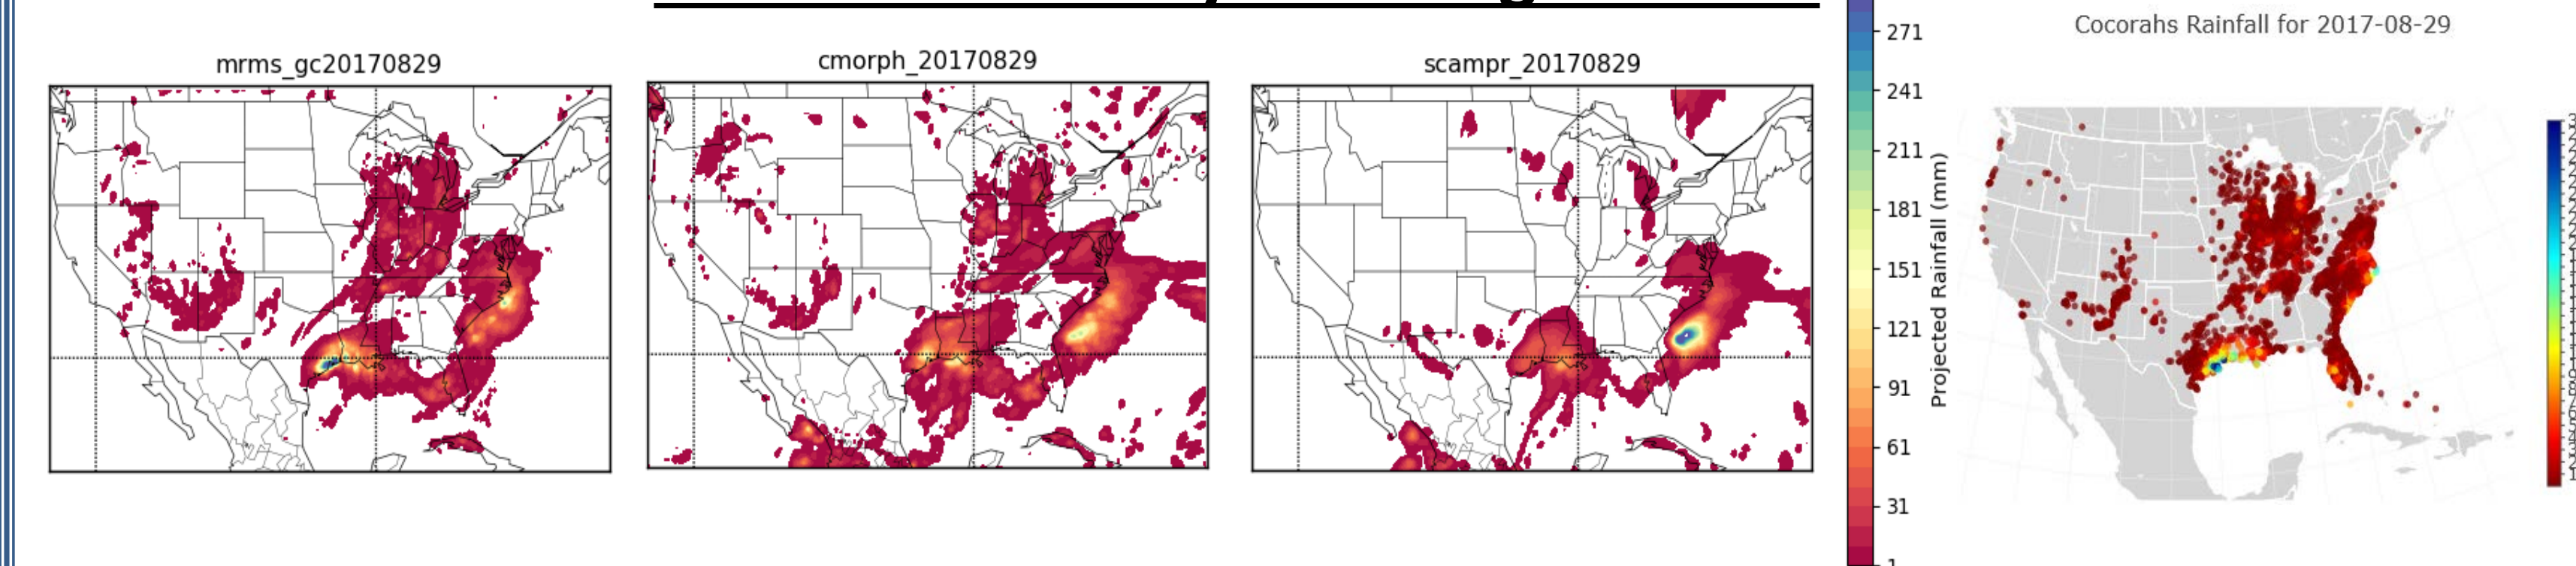 mrms_gc20170829
cmorph_20170829
scampr_20170829
271
241
211
181
151
121
91
61
31
1
Projected Rainfall (mm)
Cocorahs Rainfall for 2017-08-29